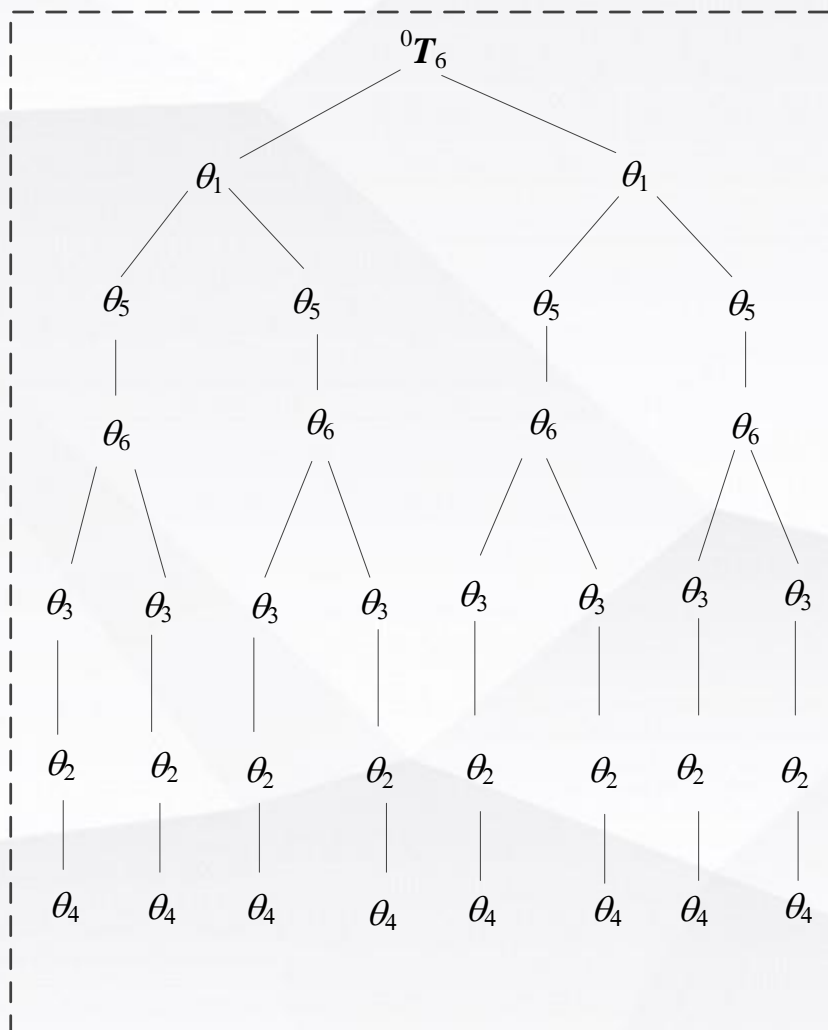 ⁰T₆
θ₁ θ₁
θ₅ θ₅ θ₅ θ₅
θ₆ θ₆ θ₆ θ₆
θ₃ θ₃ θ₃ θ₃ θ₃ θ₃ θ₃ θ₃
θ₂ θ₂ θ₂ θ₂ θ₂ θ₂ θ₂ θ₂
θ₄ θ₄ θ₄ θ₄ θ₄ θ₄ θ₄ θ₄